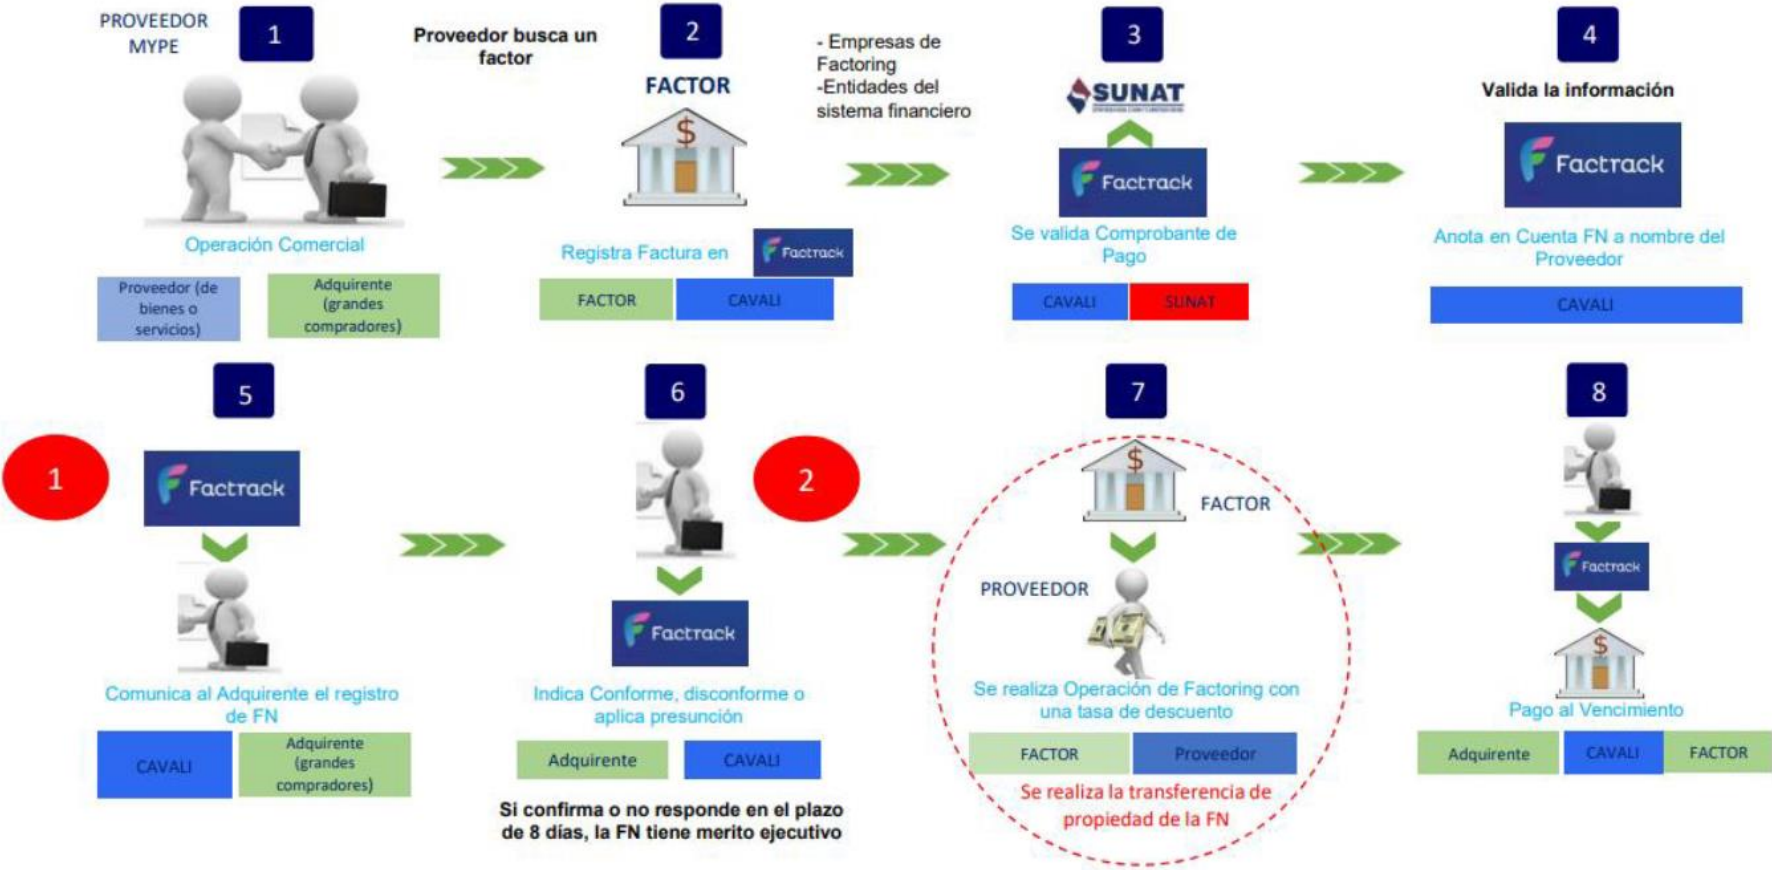 PROVEEDOR
MYPE
1
Operación Comercial
Proveedor (de
bienes o
servicios)
Adquirente
(grandes
compradores)
Proveedor busca un
factor
2
FACTOR
$
Registra Factura en
Factrack
FACTOR
CAVALI
- Empresas de
Factoring
-Entidades del
sistema financiero
3
SUNAT
Factrack
Se valida Comprobante de
Pago
CAVALI
SUNAT
4
Valida la información
Factrack
Anota en Cuenta FN a nombre del
Proveedor
CAVALI
5
1
Factrack
Comunica al Adquirente el registro
de FN
CAVALI
Adquirente
(grandes
compradores)
6
2
Factrack
Indica Conforme, disconforme o
aplica presunción
Adquirente
CAVALI
Si confirma o no responde en el plazo
de 8 días, la FN tiene merito ejecutivo
7
$
FACTOR
PROVEEDOR
Se realiza Operación de Factoring con
una tasa de descuento
FACTOR
Proveedor
Se realiza la transferencia de
propiedad de la FN
8
Factrack
$
Pago al Vencimiento
Adquirente
CAVALI
FACTOR